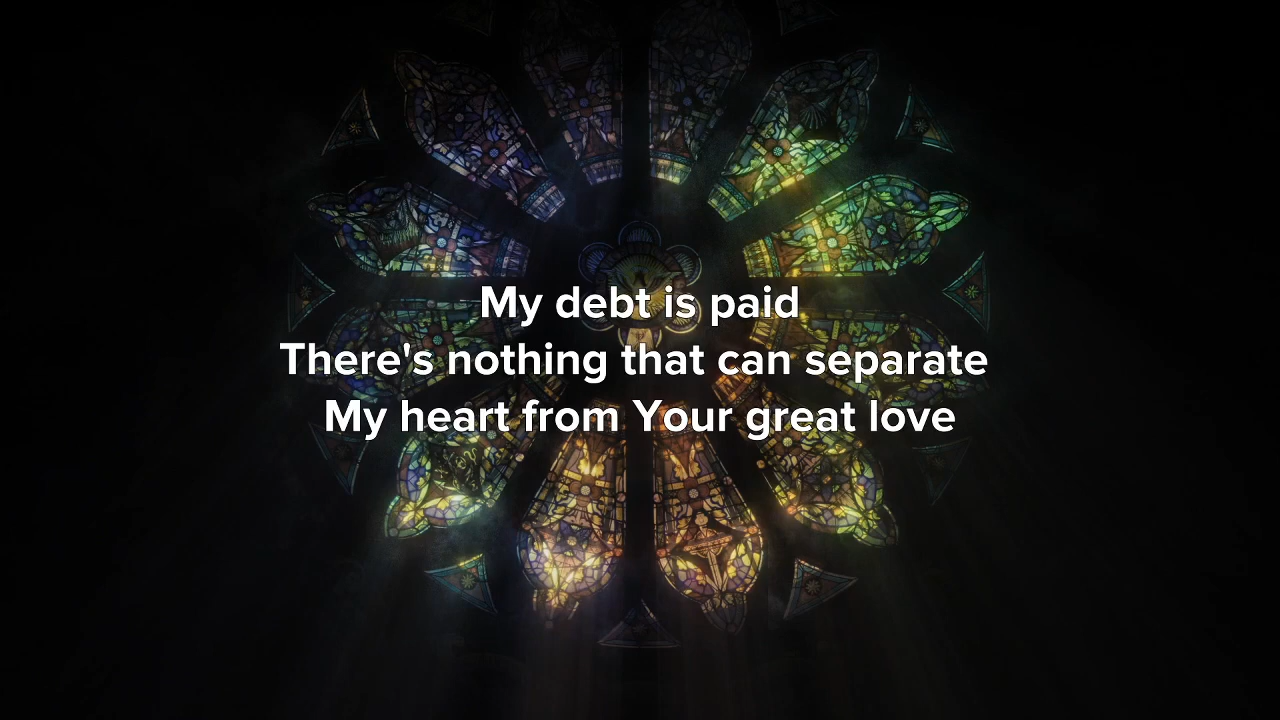 My debt is paid
There's nothing that can separate
My heart from Your great love